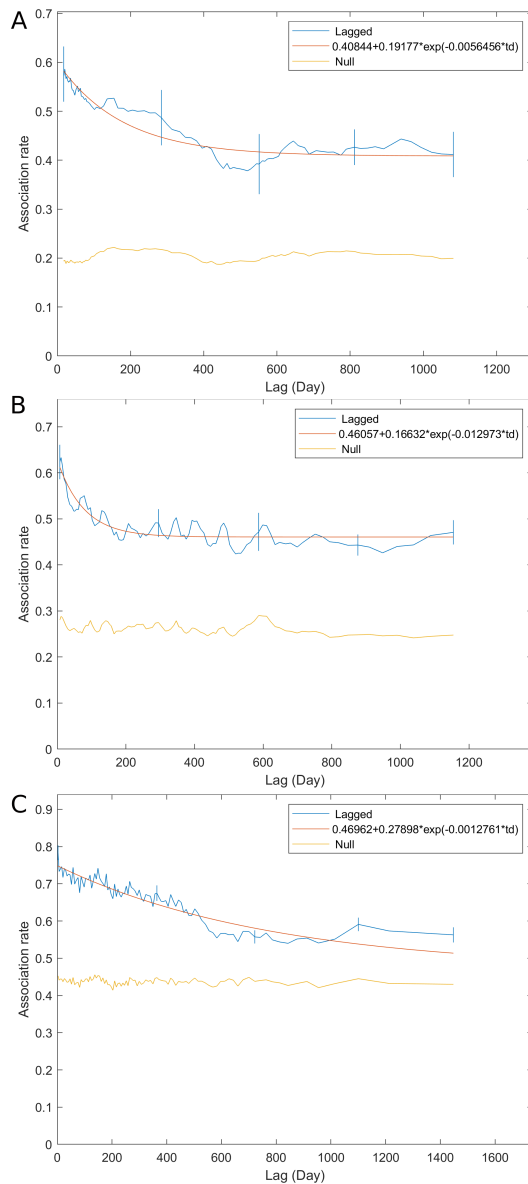 A
0.7
0.6
0.5
0.4
0.3
0.2
0.1
0
Association rate
Lagged
0.40844+0.19177*exp(-0.0056456*td)
Null
0 200 400 600 800 1000 1200
Lag (Day)
B
0.7
0.6
0.5
0.4
0.3
0.2
0.1
0
Association rate
Lagged
0.46057+0.16632*exp(-0.012973*td)
Null
0 200 400 600 800 1000 1200
Lag (Day)
C
0.9
0.8
0.7
0.6
0.5
0.4
0.3
0.2
0.1
0
Association rate
Lagged
0.46962+0.27898*exp(-0.0012761*td)
Null
0 200 400 600 800 1000 1200 1400 1600
Lag (Day)